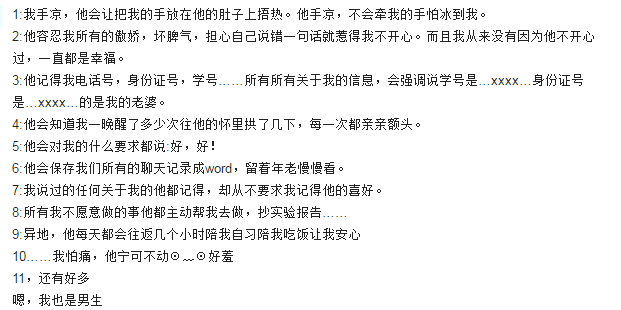 1:我手凉，他会让把我的手放在他的肚子上捂热。他手凉，不会牵我的手怕冰到我。
2:他容忍我所有的傲娇，坏脾气，担心自己说错一句话就惹得我不开心。而且我从来没有因为他不开心
过，一直都是幸福。
3:他记得我电话号，身份证号，学号……所有所有关于我的信息，会强调说学号是…xxxx…身份证号
是…xxxx…的是我的老婆。
4:他会知道我一晚醒了多少次往他的怀里拱了几下，每一次都亲亲额头。
5:他会对我的什么要求都说:好，好！
6:他会保存我们所有的聊天记录成word，留着年老慢慢看。
7:我说过的任何关于我的他都记得，却从不要求我记得他的喜好。
8:所有我不愿意做的事他都主动帮我去做，抄实验报告……
9:异地，他每天都会往返几个小时陪我自习陪我吃饭让我安心
10……我怕痛，他宁可不动⊙﹏⊙好羞
11，还有好多
嗯，我也是男生